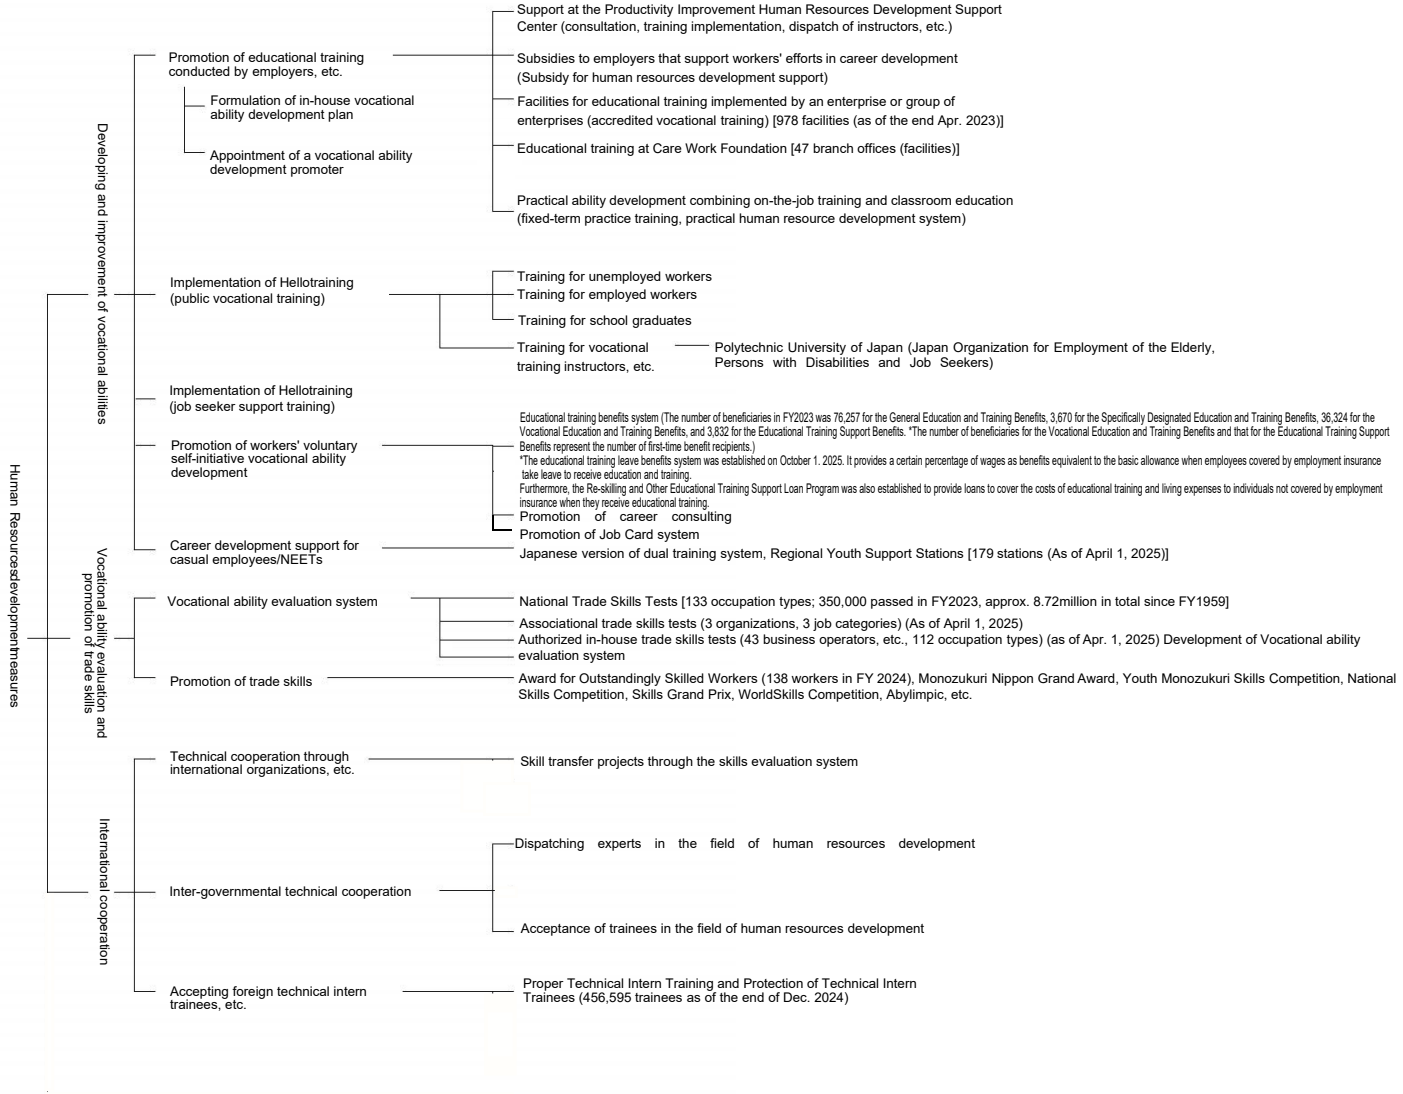 Human Resourcesdevelopmentmeasures
Developing and improvement of vocational abilities
Promotion of educational training
conducted by employers, etc.
Formulation of in-house vocational
ability development plan
Appointment of a vocational ability
development promoter
Support at the Productivity Improvement Human Resources Development Support
Center (consultation, training implementation, dispatch of instructors, etc.)
Subsidies to employers that support workers' efforts in career development
(Subsidy for human resources development support)
Facilities for educational training implemented by an enterprise or group of
enterprises (accredited vocational training) [978 facilities (as of the end Apr. 2023)]
Educational training at Care Work Foundation [47 branch offices (facilities)]
Practical ability development combining on-the-job training and classroom education
(fixed-term practice training, practical human resource development system)
Implementation of Hellotraining
(public vocational training)
Training for unemployed workers
Training for employed workers
Training for school graduates
Training for vocational
training instructors, etc.
Polytechnic University of Japan (Japan Organization for Employment of the Elderly,
Persons with Disabilities and Job Seekers)
Implementation of Hellotraining
(job seeker support training)
Promotion of workers' voluntary
self-initiative vocational ability
development
Educational training benefits system (The number of beneficiaries in FY2023 was 76,257 for the General Education and Training Benefits, 3,670 for the Specifically Designated Education and Training Benefits, 36,324 for the
Vocational Education and Training Benefits, and 3,832 for the Educational Training Support Benefits. *The number of beneficiaries for the Vocational Education and Training Benefits and that for the Educational Training Support
Benefits represent the number of first-time benefit recipients.)
*The educational training leave benefits system was established on October 1. 2025. It provides a certain percentage of wages as benefits equivalent to the basic allowance when employees covered by employment insurance
take leave to receive education and training.
Furthermore, the Re-skilling and Other Educational Training Support Loan Program was also established to provide loans to cover the costs of educational training and living expenses to individuals not covered by employment
insurance when they receive educational training.
Promotion of career consulting
Promotion of Job Card system
Career development support for
casual employees/NEETs
Japanese version of dual training system, Regional Youth Support Stations [179 stations (As of April 1, 2025)]
Vocational ability evaluation and
promotion of trade skills
Vocational ability evaluation system
National Trade Skills Tests [133 occupation types; 350,000 passed in FY2023, approx. 8.72million in total since FY1959]
Associational trade skills tests (3 organizations, 3 job categories) (As of April 1, 2025)
Authorized in-house trade skills tests (43 business operators, etc., 112 occupation types) (as of Apr. 1, 2025) Development of Vocational ability
evaluation system
Promotion of trade skills
Award for Outstandingly Skilled Workers (138 workers in FY 2024), Monozukuri Nippon Grand Award, Youth Monozukuri Skills Competition, National
Skills Competition, Skills Grand Prix, WorldSkills Competition, Abylimpic, etc.
International cooperation
Technical cooperation through
international organizations, etc.
Skill transfer projects through the skills evaluation system
Inter-governmental technical cooperation
Dispatching experts in the field of human resources development
Acceptance of trainees in the field of human resources development
Accepting foreign technical intern
trainees, etc.
Proper Technical Intern Training and Protection of Technical Intern
Trainees (456,595 trainees as of the end of Dec. 2024)